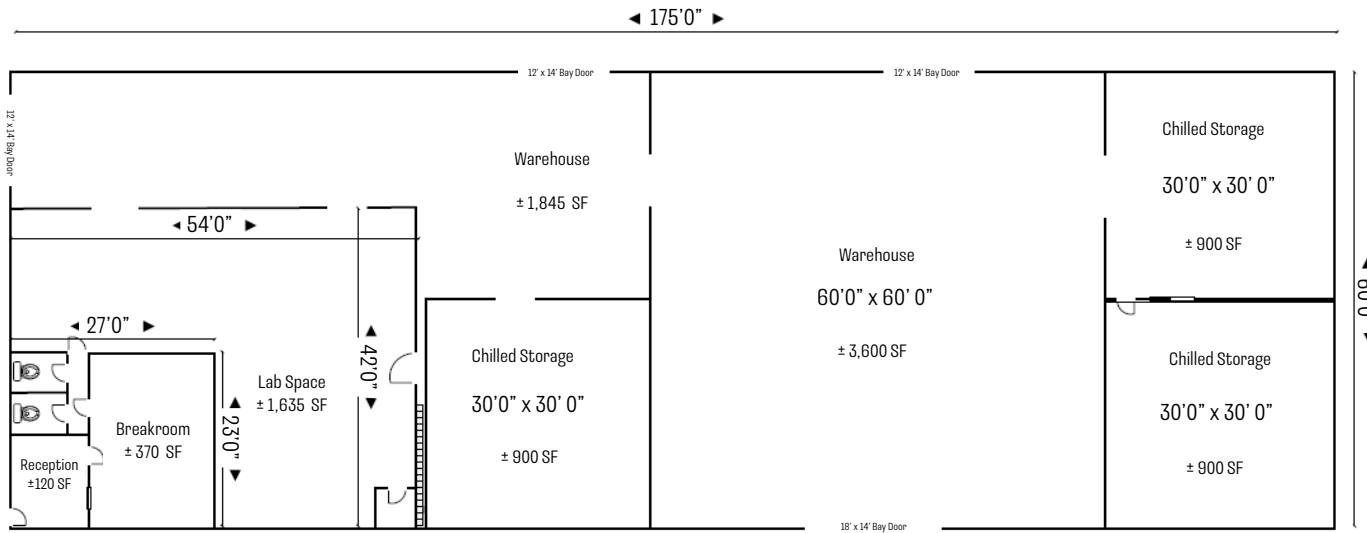 175'0"
12' x 14' Bay Door
12' x 14' Bay Door
12' x 14' Bay Door
Chilled Storage
30'0" x 30' 0"
± 900 SF
Warehouse
± 1,845 SF
54'0"
Warehouse
60'0" x 60' 0"
± 3,600 SF
60'0"
27'0"
42'0"
Chilled Storage
30'0" x 30' 0"
± 900 SF
Chilled Storage
30'0" x 30' 0"
± 900 SF
Lab Space
± 1,635 SF
23'0"
Breakroom
± 370 SF
Reception
±120 SF
18' x 14' Bay Door